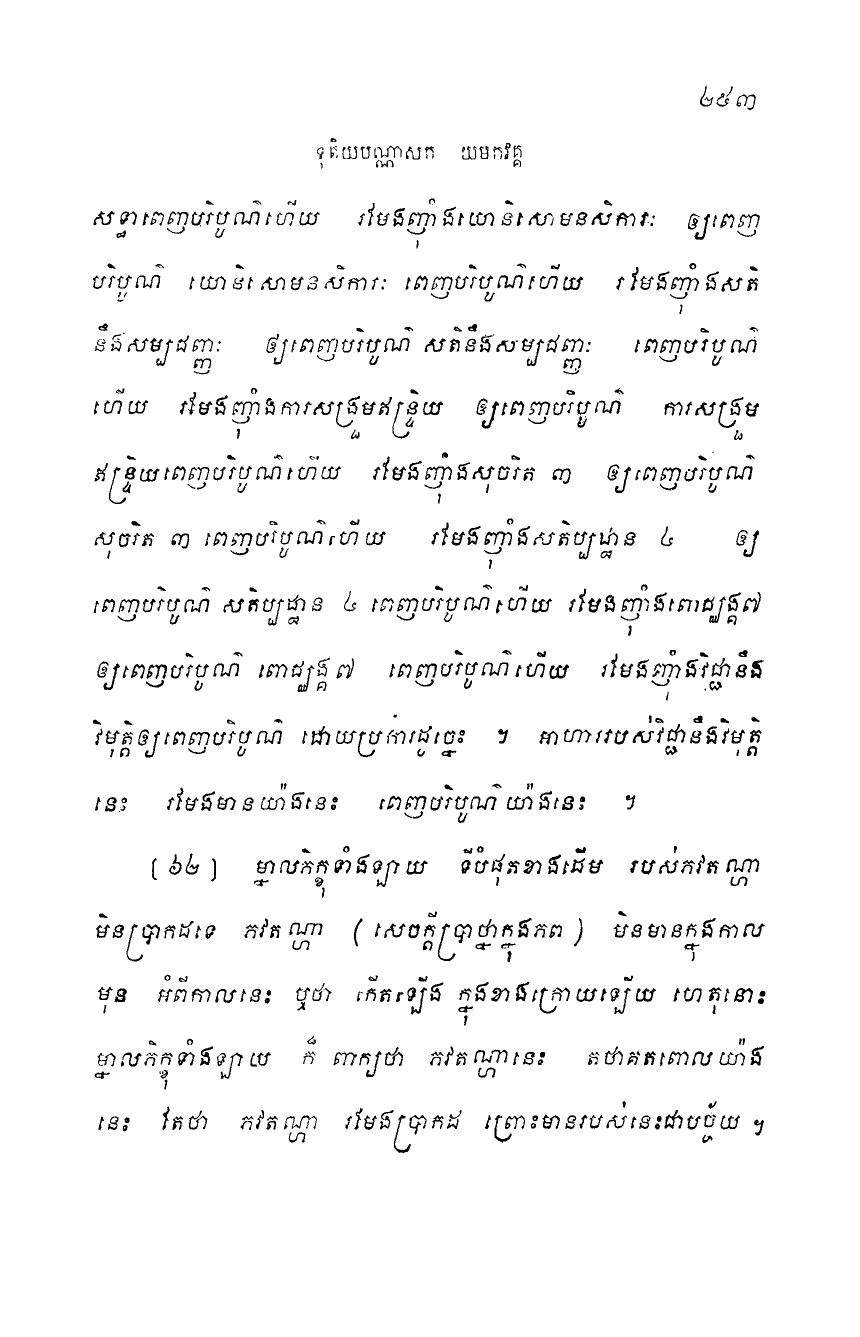 ២៥៣
ទុតិយបណ្ណាសក យមកវគ្គ
សទ្ធាពេញបរិបូណ៌ហើយ រមែងញ៉ាំងយោនិសោមនសិការៈ ឲ្យពេញ
បរិបូណ៌ យោនិសោមនសិការៈ ពេញបរិបូណ៌ហើយ រមែងញ៉ាំងសតិ
នឹងសម្បជញ្ញៈ ឲ្យពេញបរិបូណ៌ សតិនឹងសម្បជញ្ញៈ ពេញបរិបូណ៌
ហើយ រមែងញ៉ាំងការសង្រួមឥន្ទ្រិយ ឲ្យពេញបរិបូណ៌ ការសង្រួម
ឥន្ទ្រិយពេញបរិបូណ៌ហើយ រមែងញ៉ាំងសុចរិត ៣ ឲ្យពេញបរិបូណ៌
សុចរិត ៣ ពេញបរិបូណ៌ហើយ រមែងញ៉ាំងសតិប្បដ្ឋាន ៤ ឲ្យ
ពេញបរិបូណ៌ សតិប្បដ្ឋាន ៤ ពេញបរិបូណ៌ហើយ រមែងញ៉ាំងពោជ្ឈង្គ៧
ឲ្យពេញបរិបូណ៌ ពោជ្ឈង្គ៧ ពេញបរិបូណ៌ហើយ រមែងញ៉ាំងវិជ្ជានឹង
វិមុត្តិឲ្យពេញបរិបូណ៌ ដោយប្រការដូច្នេះ ។ អាហាររបស់វិជ្ជានឹងវិមុត្តិ
នេះ រមែងមានយ៉ាងនេះ ពេញបរិបូណ៌យ៉ាងនេះ ។
[៦២] ម្នាលភិក្ខុទាំងឡាយ ទីបំផុតខាងដើម របស់ភវតណ្ហា
មិនប្រាកដទេ ភវតណ្ហា (សេចក្តីប្រាថ្នាក្នុងភព) មិនមានក្នុងកាល
មុន អំពីកាលនេះ ឬថា កើតឡើង ក្នុងខាងក្រោយឡើយ ហេតុនោះ
ម្នាលភិក្ខុទាំងឡាយ ក៏ ពាក្យថា ភវតណ្ហានេះ តថាគតពោលយ៉ាង
នេះ តែថា ភវតណ្ហា រមែងប្រាកដ ព្រោះមានរបស់នេះជាបច្ច័យ ។